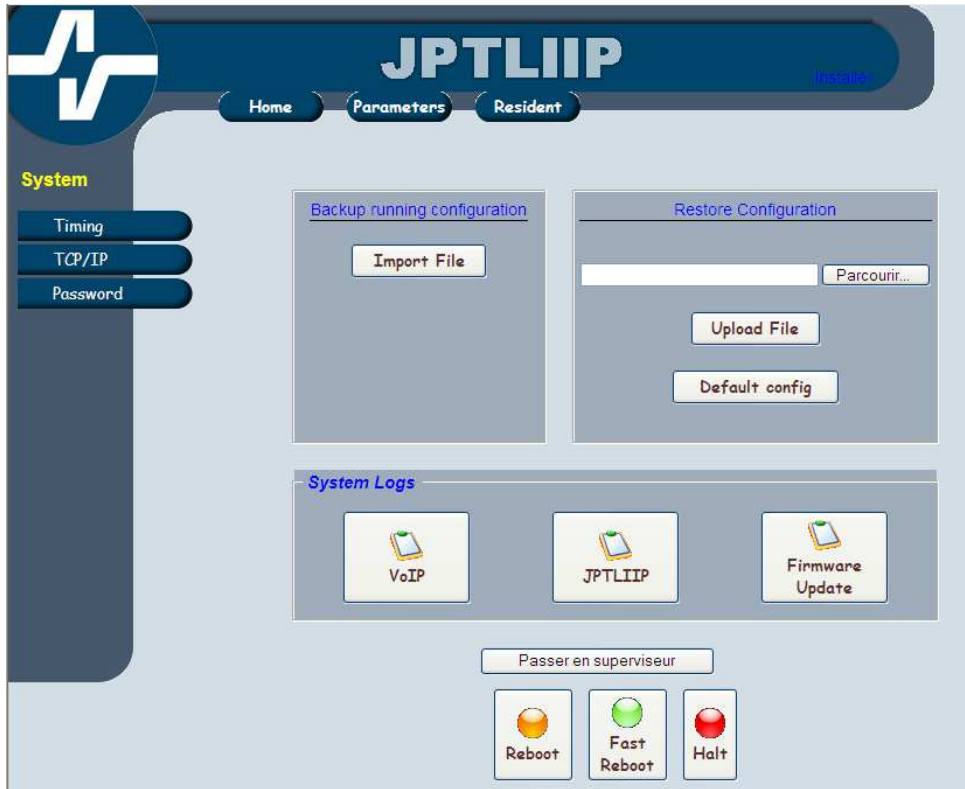 JPTLIIP
Installer
Home Parameters Resident
System
Timing
TCP/IP
Password
Backup running configuration
Import File
Restore Configuration
Parcourir...
Upload File
Default config
System Logs
VoIP
JPTLIIP
Firmware
Update
Passer en superviseur
Reboot
Fast
Reboot
Halt